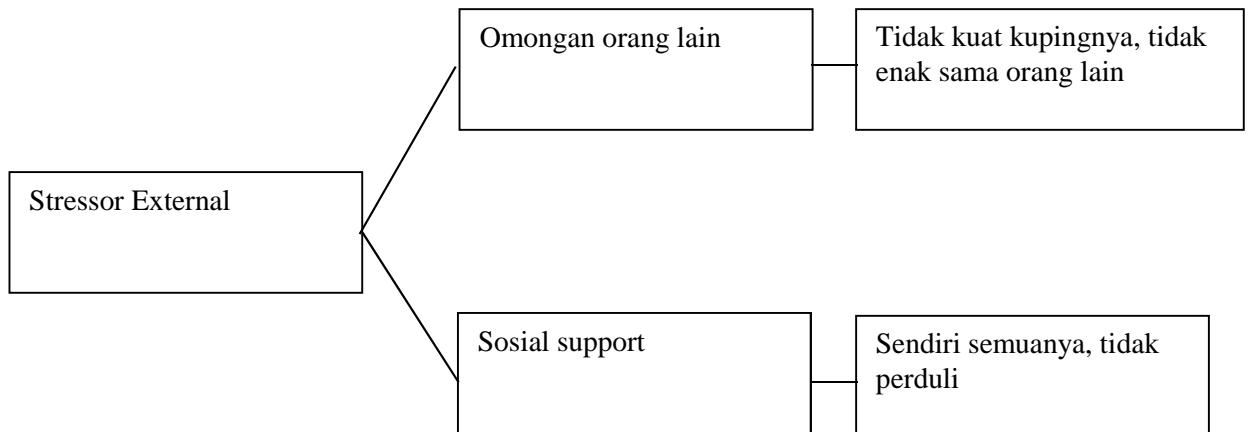 Omongan orang lain
Tidak kuat kupingnya, tidak
enak sama orang lain
Stressor External
Sosial support
Sendiri semuanya, tidak
perduli